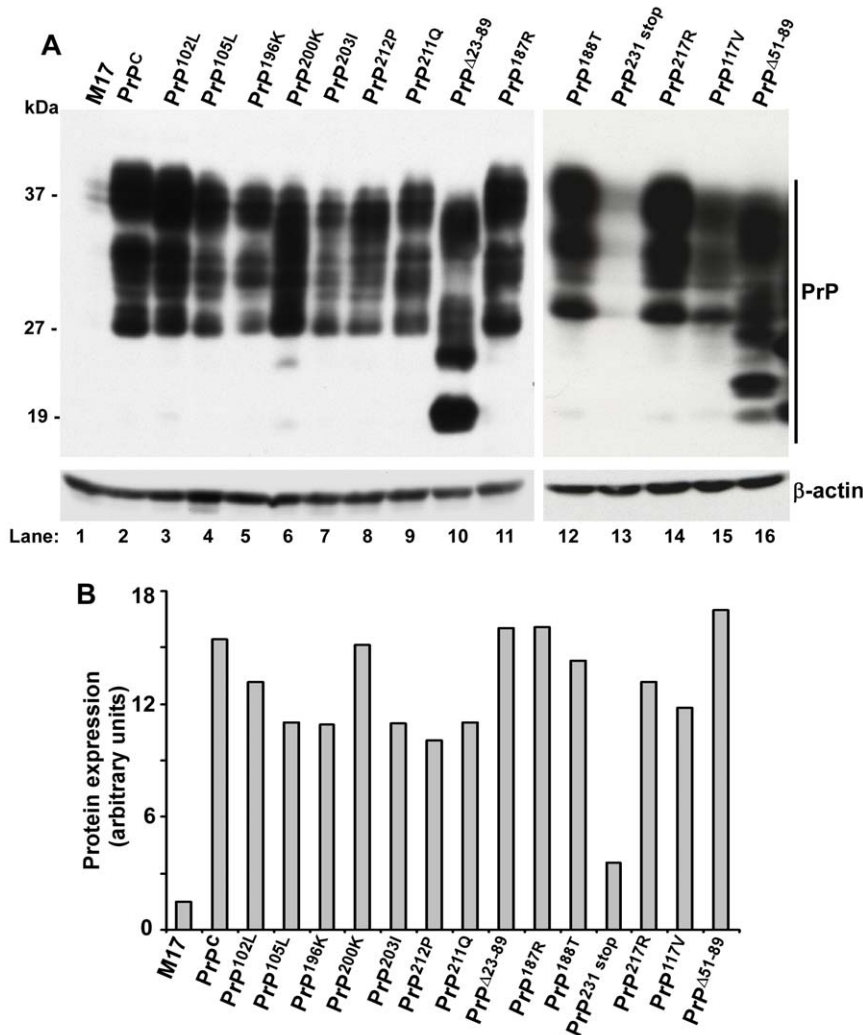 A
M17 PrPC PrP102L PrP105L PrP196K PrP200K PrP203I PrP212P PrP211Q PrPΔ23-89 PrP187R PrP188T PrP231 stop PrP217R PrP117V PrPΔ51-89
kDa
37 -
27 -
19 -
PrP
β-actin
Lane: 1 2 3 4 5 6 7 8 9 10 11 12 13 14 15 16
B
Protein expression
(arbitrary units)
18
12
6
0
M17 PrPC PrP102L PrP105L PrP196K PrP200K PrP203I PrP212P PrP211Q PrPΔ23-89 PrP187R PrP188T PrP231 stop PrP217R PrP117V PrPΔ51-89